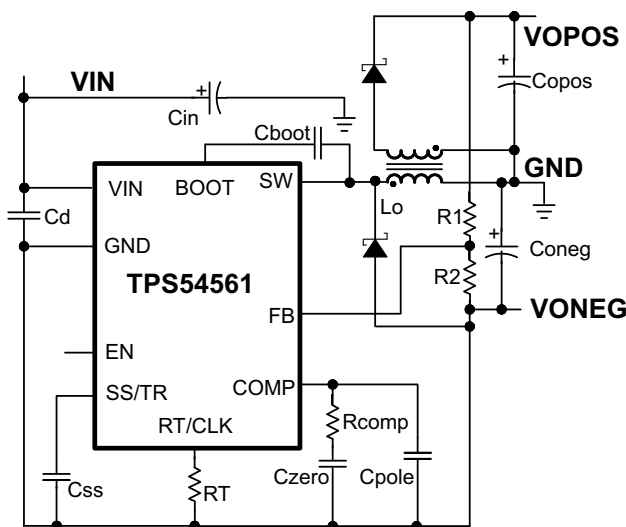 VOPOS
VIN
+
+
Copos
Cin
Cboot
GND
VIN
BOOT
SW
Cd
Lo
R1
+
GND
Coneg
TPS54561
R2
FB
VONEG
EN
COMP
SS/TR
RT/CLK
Rcomp
Css
RT
Czero
Cpole